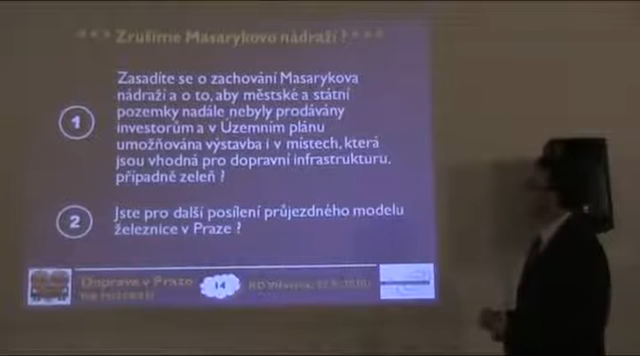 *** Zrušíme Masarykovo nádraží ? ***
1
Zasadíte se o zachování Masarykova
nádraží a o to, aby městské a státní
pozemky nadále nebyly prodávány
investorům a v Územním plánu
umožňována výstavba i v místech, která
jsou vhodná pro dopravní infrastrukturu.
případně zeleň ?
2
Jste pro další posílení průjezdného modelu
železnice v Praze ?
Doprava v Praze
14